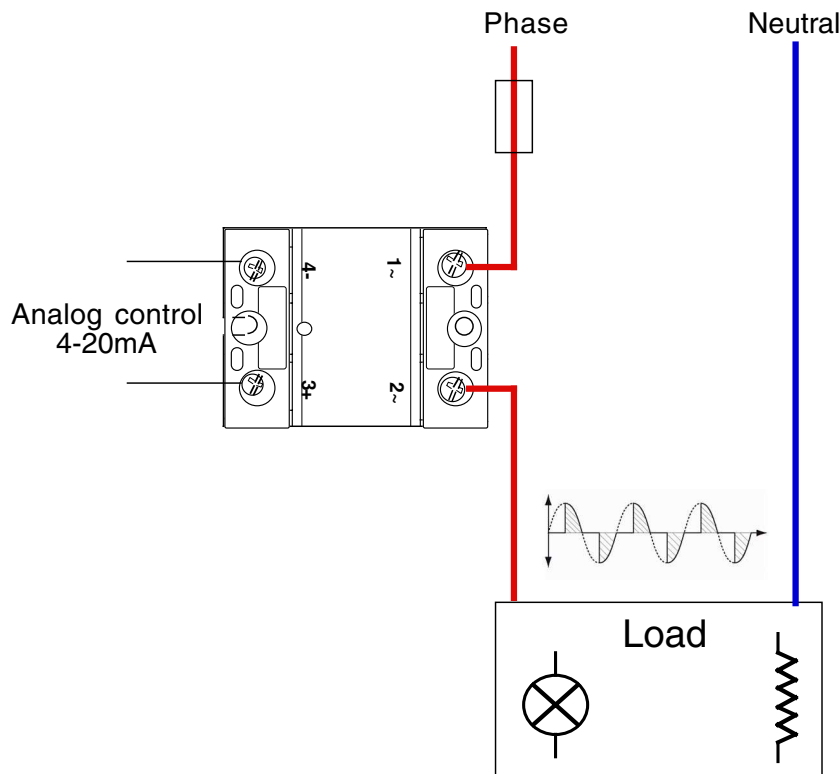 Phase
Neutral
4-
1~
Analog control
4-20mA
3+
2~
Load